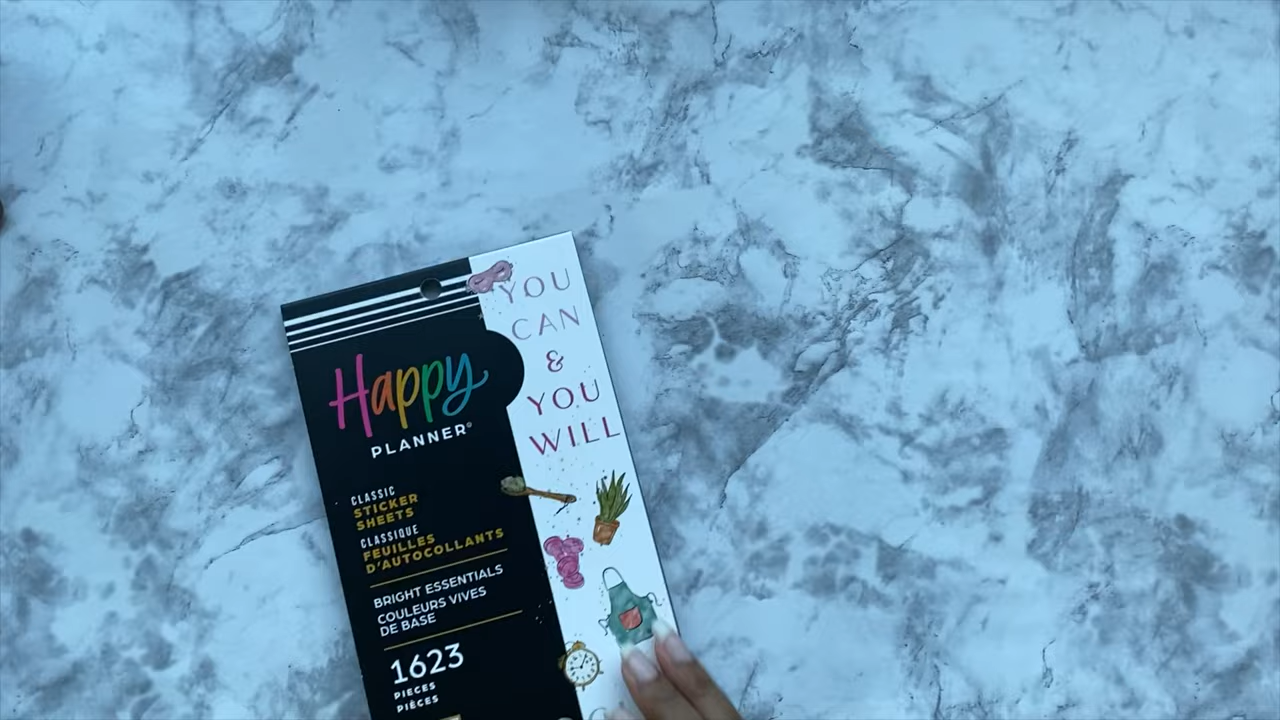 Happy
PLANNER®
CLASSIC
STICKER
SHEETS
CLASSIQUE
FEUILLES
D'AUTOCOLLANTS
BRIGHT ESSENTIALS
COULEURS VIVES
DE BASE
1623
PIECES
PIÈCES
YOU
CAN
&
YOU
WILL